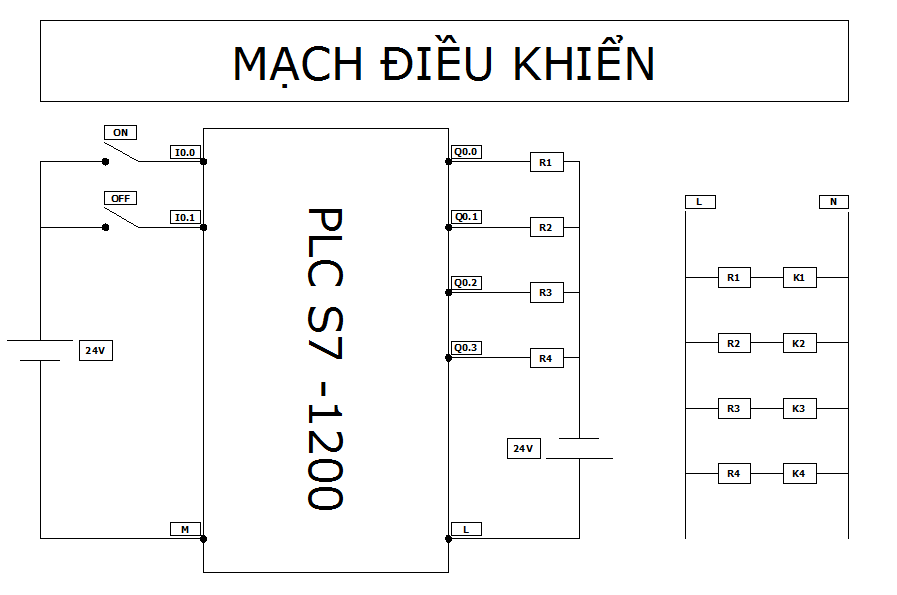 MẠCH ĐIỀU KHIỂN
ON
I0.0
OFF
I0.1
24V
M
PLC S7 -1200
Q0.0
R1
Q0.1
R2
Q0.2
R3
Q0.3
R4
24V
L
L
N
R1 K1
R2 K2
R3 K3
R4 K4